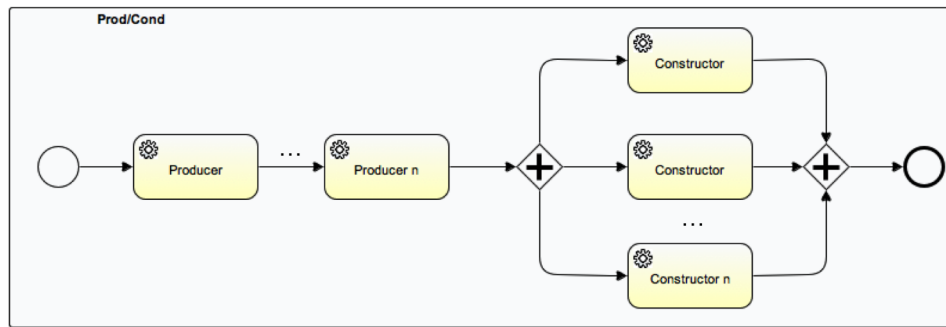 Prod/Cond
Constructor
Producer
...
Producer n
Constructor
...
Constructor n